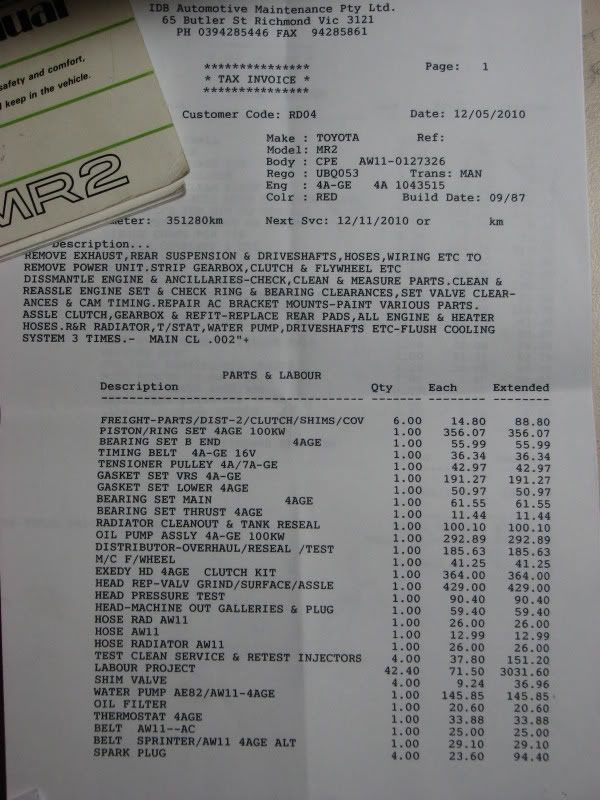 ual
safety and comfort,
keep in the vehicle.
MR2
IDB Automotive Maintenance Pty Ltd.
65 Butler St Richmond Vic 3121
PH 0394285446 FAX 94285861
***************
* TAX INVOICE *
***************
Page: 1
Customer Code: RD04 Date: 12/05/2010
Make : TOYOTA Ref:
Model: MR2
Body : CPE AW11-0127326
Rego : UBQ053 Trans: MAN
Eng : 4A-GE 4A 1043515
Colr : RED Build Date: 09/87
meter: 351280km Next Svc: 12/11/2010 or km
Description...
REMOVE EXHAUST,REAR SUSPENSION & DRIVESHAFTS,HOSES,WIRING ETC TO
REMOVE POWER UNIT.STRIP GEARBOX,CLUTCH & FLYWHEEL ETC
DISSMANTLE ENGINE & ANCILLARIES-CHECK,CLEAN & MEASURE PARTS.CLEAN &
REASSLE ENGINE SET & CHECK RING & BEARING CLEARANCES,SET VALVE CLEAR-
ANCES & CAM TIMING.REPAIR AC BRACKET MOUNTS-PAINT VARIOUS PARTS.
ASSLE CLUTCH,GEARBOX & REFIT-REPLACE REAR PADS,ALL ENGINE & HEATER
HOSES.R&R RADIATOR,T/STAT,WATER PUMP,DRIVESHAFTS ETC-FLUSH COOLING
SYSTEM 3 TIMES.- MAIN CL .002"+
PARTS & LABOUR
Description Qty Each Extended
FREIGHT-PARTS/DIST-2/CLUTCH/SHIMS/COV 6.00 14.80 88.80
PISTON/RING SET 4AGE 100KW 1.00 356.07 356.07
BEARING SET B END 4AGE 1.00 55.99 55.99
TIMING BELT 4A-GE 16V 1.00 36.34 36.34
TENSIONER PULLEY 4A/7A-GE 1.00 42.97 42.97
GASKET SET VRS 4A-GE 1.00 191.27 191.27
GASKET SET LOWER 4AGE 1.00 50.97 50.97
BEARING SET MAIN 4AGE 1.00 61.55 61.55
BEARING SET THRUST 4AGE 1.00 11.44 11.44
RADIATOR CLEANOUT & TANK RESEAL 1.00 100.10 100.10
OIL PUMP ASSLY 4A-GE 100KW 1.00 292.89 292.89
DISTRIBUTOR-OVERHAUL/RESEAL /TEST 1.00 185.63 185.63
M/C F/WHEEL 1.00 41.25 41.25
EXEDY HD 4AGE CLUTCH KIT 1.00 364.00 364.00
HEAD REP-VALV GRIND/SURFACE/ASSLE 1.00 429.00 429.00
HEAD PRESSURE TEST 1.00 90.40 90.40
HEAD-MACHINE OUT GALLERIES & PLUG 1.00 59.40 59.40
HOSE RAD AW11 1.00 26.00 26.00
HOSE AW11 1.00 12.99 12.99
HOSE RADIATOR AW11 1.00 26.00 26.00
TEST CLEAN SERVICE & RETEST INJECTORS 4.00 37.80 151.20
LABOUR PROJECT 42.40 71.50 3031.60
SHIM VALVE 4.00 9.24 36.96
WATER PUMP AE82/AW11-4AGE 1.00 145.85 145.85
OIL FILTER 1.00 20.60 20.60
THERMOSTAT 4AGE 1.00 33.88 33.88
BELT AW11--AC 1.00 25.00 25.00
BELT SPRINTER/AW11 4AGE ALT 1.00 29.10 29.10
SPARK PLUG 4.00 23.60 94.40